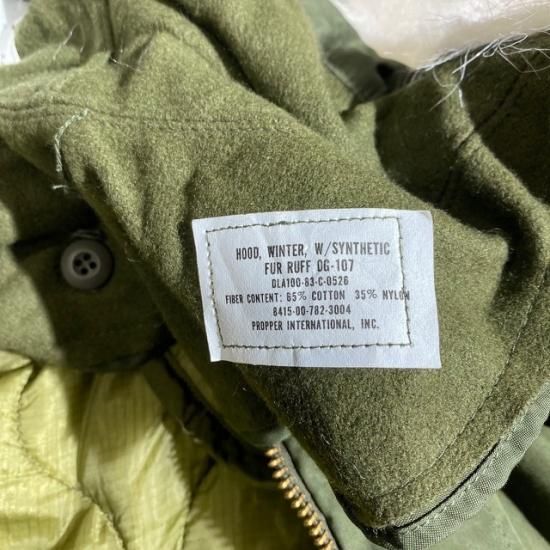 HOOD, WINTER, W/SYNTHETIC
FUR RUFF OG-107
DLA100-83-C-0526
FIBER CONTENT: 65% COTTON 35% NYLON
8415-00-782-3004
PROPPER INTERNATIONAL, INC.